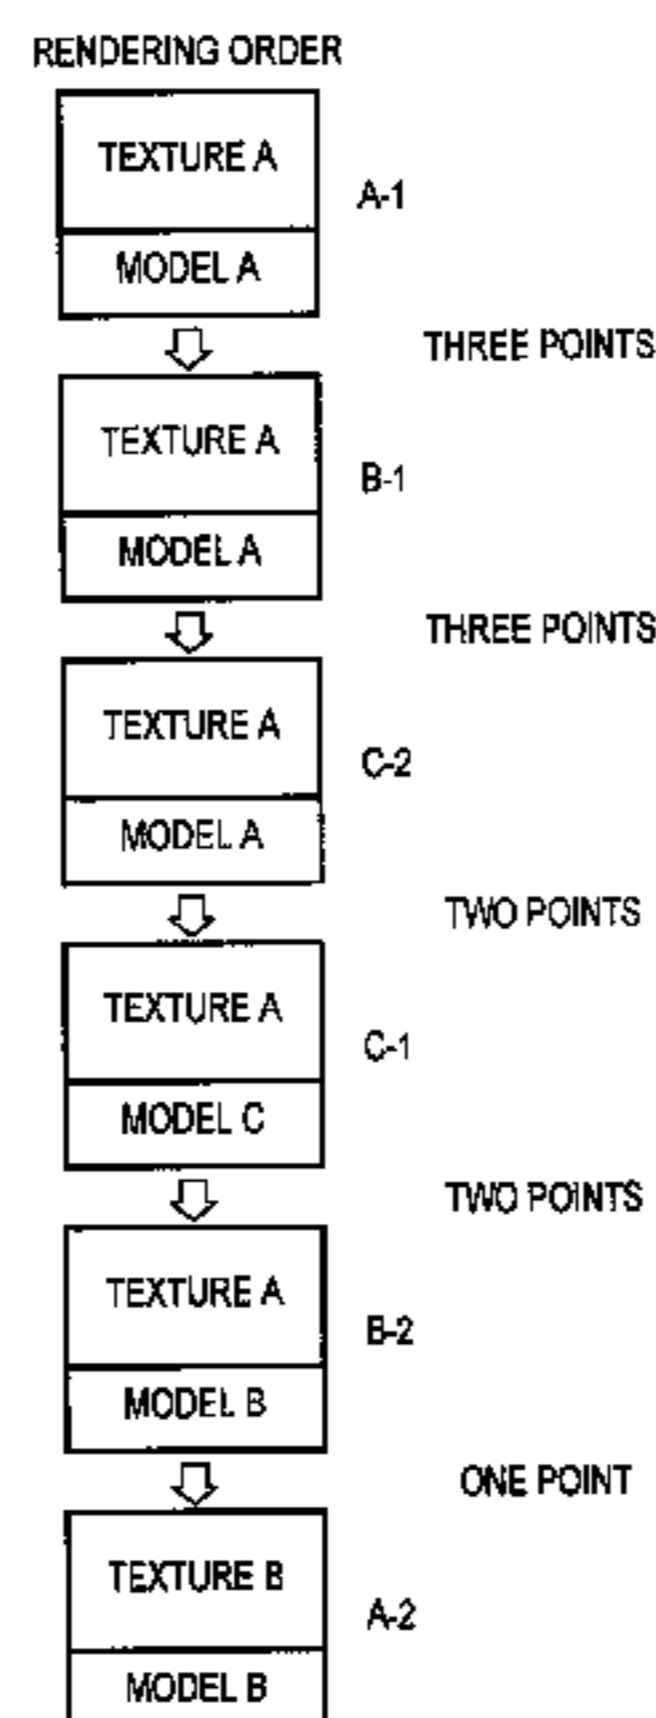 RENDERING ORDER
TEXTURE A
A-1
MODEL A
THREE POINTS
TEXTURE A
B-1
MODEL A
THREE POINTS
TEXTURE A
C-2
MODEL A
TWO POINTS
TEXTURE A
C-1
MODEL C
TWO POINTS
TEXTURE A
B-2
MODEL B
ONE POINT
TEXTURE B
A-2
MODEL B